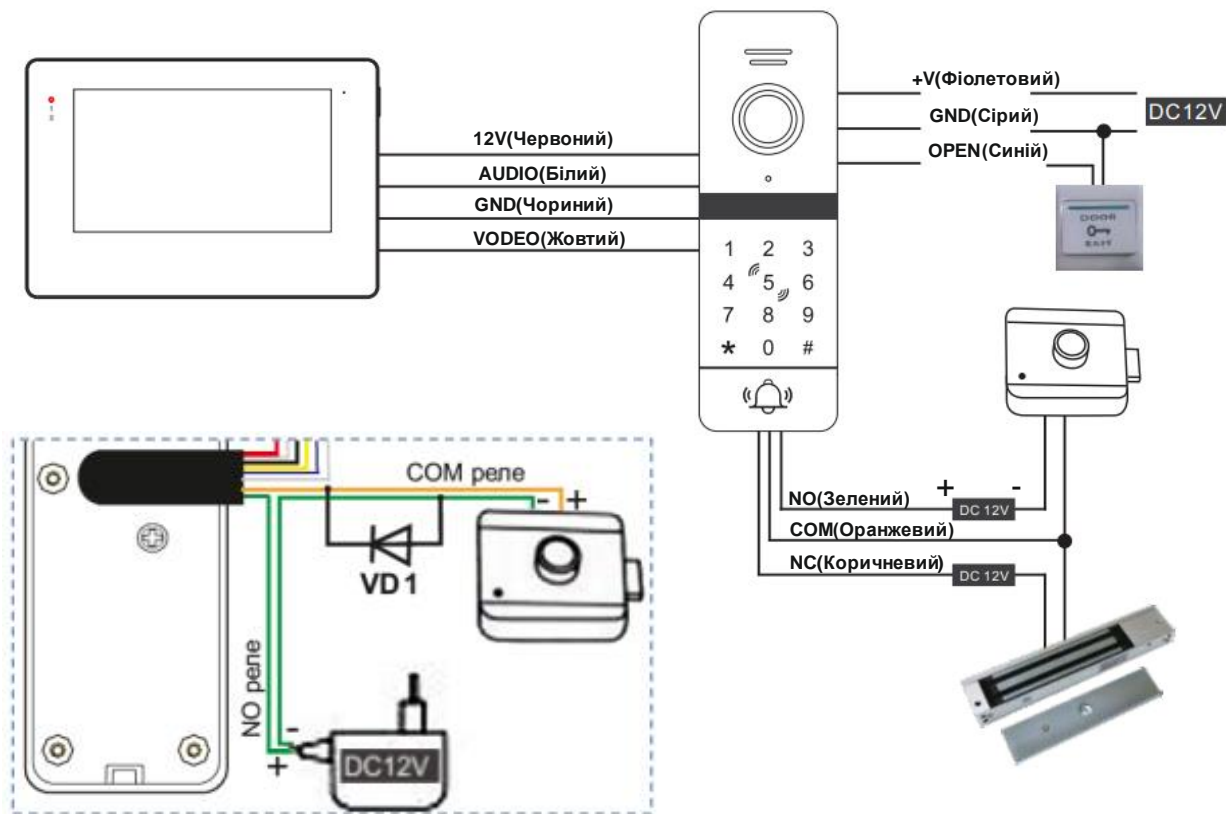 12V(Червоний)
AUDIO(Білий)
GND(Чориний)
VODEO(Жовтий)
+V(Фіолетовий)
GND(Сірий)
OPEN(Синій)
DC12V
DOOR
EXIT
1 2 3
4 5 6
7 8 9
* 0 #
NO(Зелений)
+ -
DC 12V
COM(Оранжевий)
NC(Коричневий)
DC 12V
COM реле
- +
VD1
NO реле
-
+
DC12V